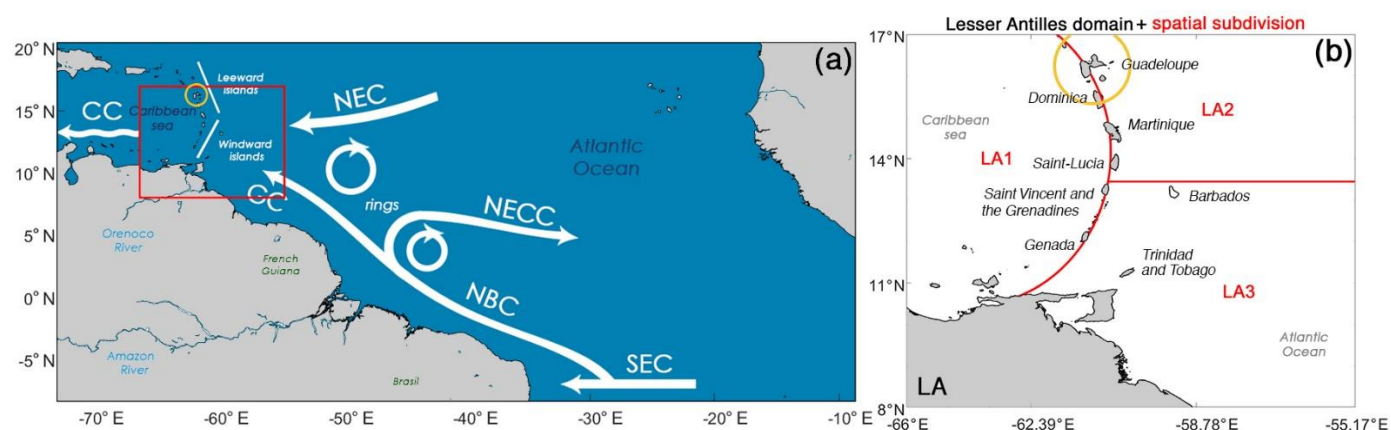 (a)
20° N
15° N
10° N
5° N
0° N
-5° N
-70° E
-60° E
-50° E
-40° E
-30° E
-20° E
-10° E
CC
Caribbean
sea
Leeward
islands
Windward
islands
NEC
Atlantic
Ocean
CC
rings
NECC
Orenoco
River
French
Guiana
NBC
Amazon
River
Brasil
SEC
Lesser Antilles domain + spatial subdivision
(b)
17°N
14°N
11°N
8°N
-66°E
-62.39°E
-58.78°E
-55.17°E
Guadeloupe
Dominica
LA2
Caribbean
sea
Martinique
LA1
Saint-Lucia
Saint Vincent and
the Grenadines
Barbados
Genada
Trinidad
and Tobago
LA3
Atlantic
Ocean
LA